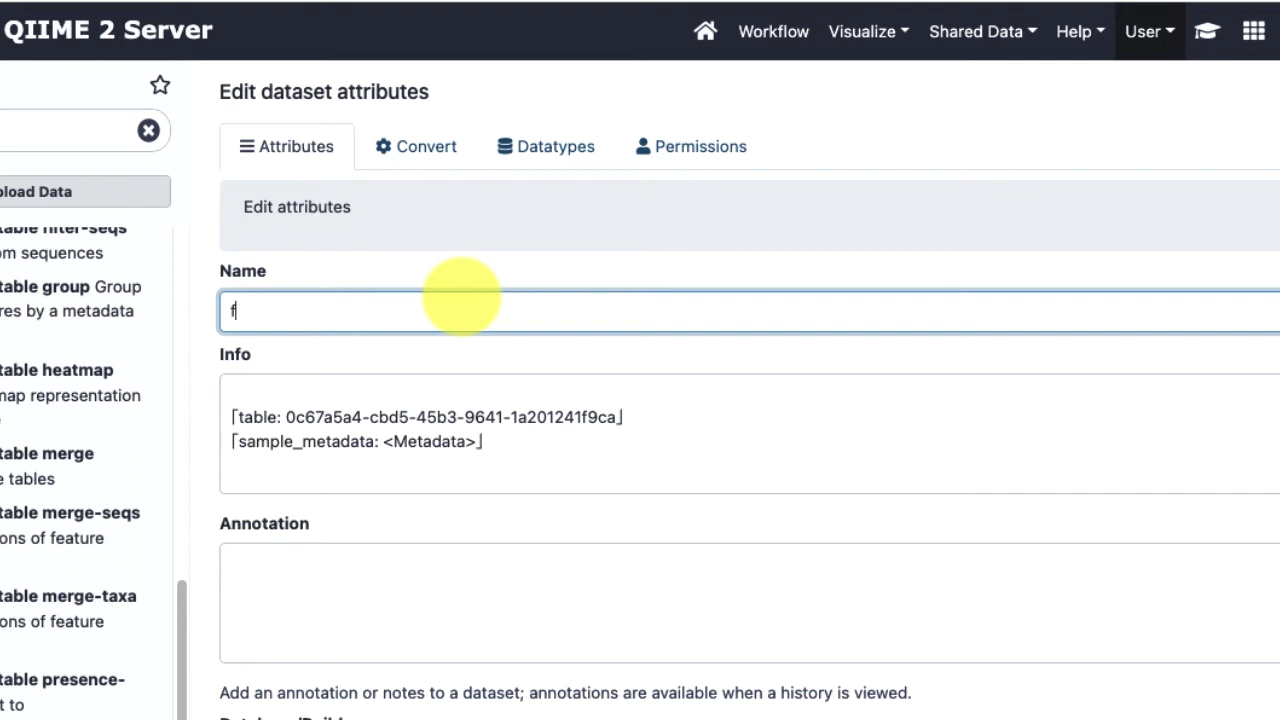 QIIME 2 Server
Workflow Visualize Shared Data Help User
Edit dataset attributes
Attributes Convert Datatypes Permissions
pload Data
Edit attributes
table filter-seqs
om sequences
Name
table group Group
res by a metadata
f
Info
table heatmap
map representation
e
⌈table: 0c67a5a4-cbd5-45b3-9641-1a201241f9ca⌋
⌈sample_metadata: <Metadata>⌋
table merge
e tables
table merge-seqs
ons of feature
Annotation
table merge-taxa
ons of feature
table presence-
t to
Add an annotation or notes to a dataset; annotations are available when a history is viewed.